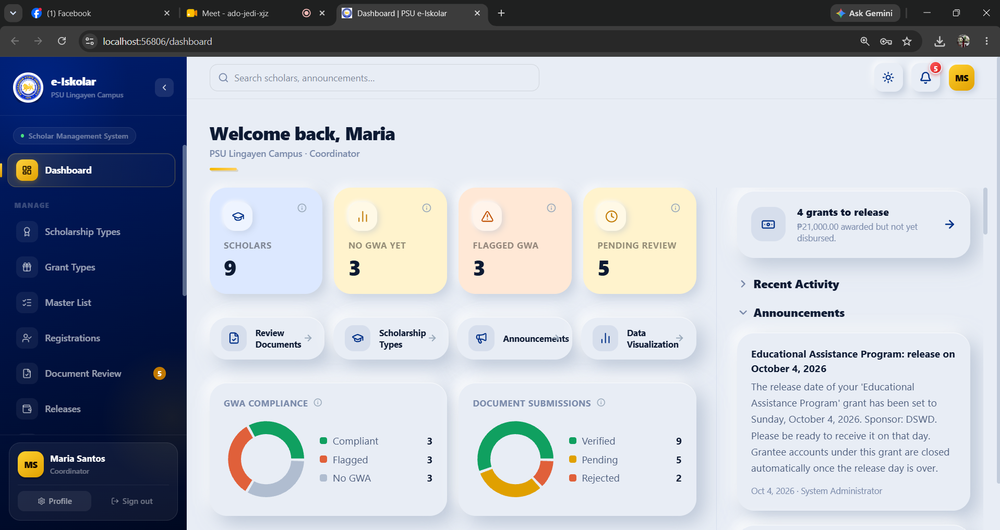 (1) Facebook
Meet - ado-jedi-xjz
Dashboard | PSU e-Iskolar
Ask Gemini
localhost:56806/dashboard
e-Iskolar
PSU Lingayen Campus
Scholar Management System
Dashboard
MANAGE
Scholarship Types
Grant Types
Master List
Registrations
Document Review
5
Releases
MS
Maria Santos
Coordinator
Profile
Sign out
Search scholars, announcements...
5
MS
Welcome back, Maria
PSU Lingayen Campus · Coordinator
SCHOLARS
9
NO GWA YET
3
FLAGGED GWA
3
PENDING REVIEW
5
Review
Documents
Scholarship
Types
Announcements
Data
Visualization
GWA COMPLIANCE
Compliant 3
Flagged 3
No GWA 3
DOCUMENT SUBMISSIONS
Verified 9
Pending 5
Rejected 2
4 grants to release
₱21,000.00 awarded but not yet
disbursed.
Recent Activity
Announcements
Educational Assistance Program: release on
October 4, 2026
The release date of your 'Educational
Assistance Program' grant has been set to
Sunday, October 4, 2026. Sponsor: DSWD.
Please be ready to receive it on that day.
Grantee accounts under this grant are closed
automatically once the release day is over.
Oct 4, 2026 · System Administrator